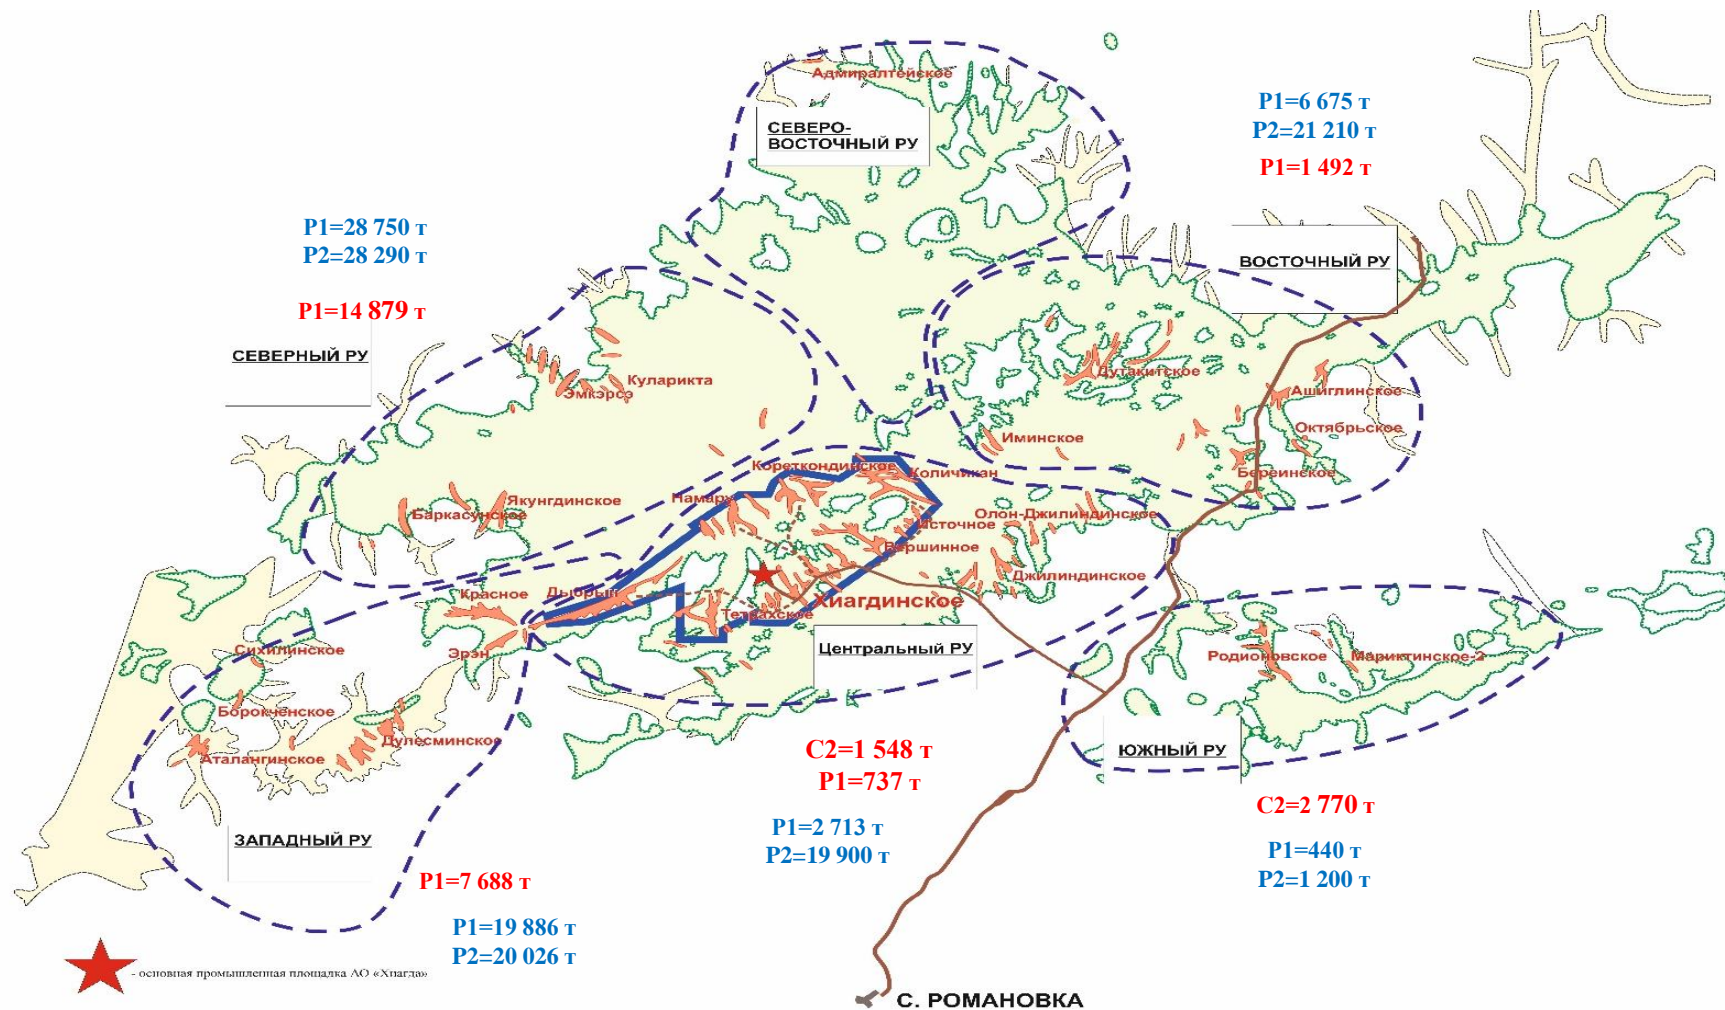 Адмиралтейское
СЕВЕРО-
ВОСТОЧНЫЙ РУ
Р1=6 675 т
Р2=21 210 т
Р1=1 492 т
Р1=28 750 т
Р2=28 290 т
Р1=14 879 т
СЕВЕРНЫЙ РУ
ВОСТОЧНЫЙ РУ
Куларикта
Эмкэрсэ
Дутакитское
Ашиглинское
Октябрьское
Иминское
Береинское
Кореткондинское
Количикан
Намару
Якунгдинское
Баркасунское
Олон-Джилиндинское
Источное
Вершинное
Джилиндинское
Красное
Дыбрын
Хиагдинское
Тетрахское
Эрэн
Сихилинское
Центральный РУ
Родионовское
Мариктинское-2
Борокченское
Дулесминское
Аталангинское
ЮЖНЫЙ РУ
С2=1 548 т
Р1=737 т
С2=2 770 т
Р1=2 713 т
Р2=19 900 т
Р1=440 т
Р2=1 200 т
ЗАПАДНЫЙ РУ
Р1=7 688 т
Р1=19 886 т
Р2=20 026 т
- основная промышленная площадка АО «Хиагда»
С. РОМАНОВКА